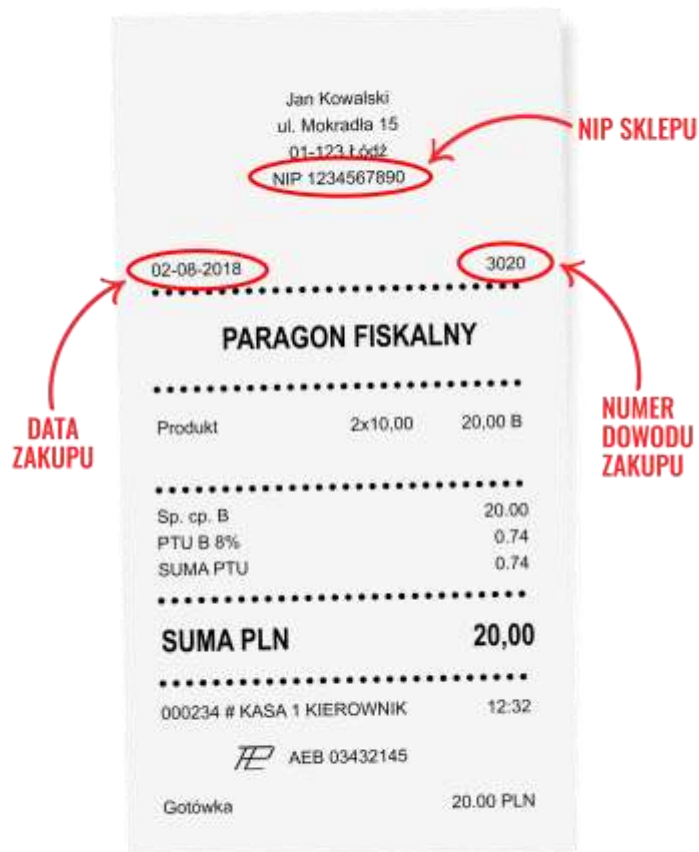 Jan Kowalski
ul. Mokradła 15
01-123 Łódź
NIP 1234567890
NIP SKLEPU
02-08-2018 3020
PARAGON FISKALNY
DATA
ZAKUPU
NUMER
DOWODU
ZAKUPU
Produkt 2x10,00 20,00 B
Sp. cp. B 20.00
PTU B 8% 0.74
SUMA PTU 0.74
SUMA PLN 20,00
000234 # KASA 1 KIEROWNIK 12:32
AEB 03432145
Gotówka 20.00 PLN